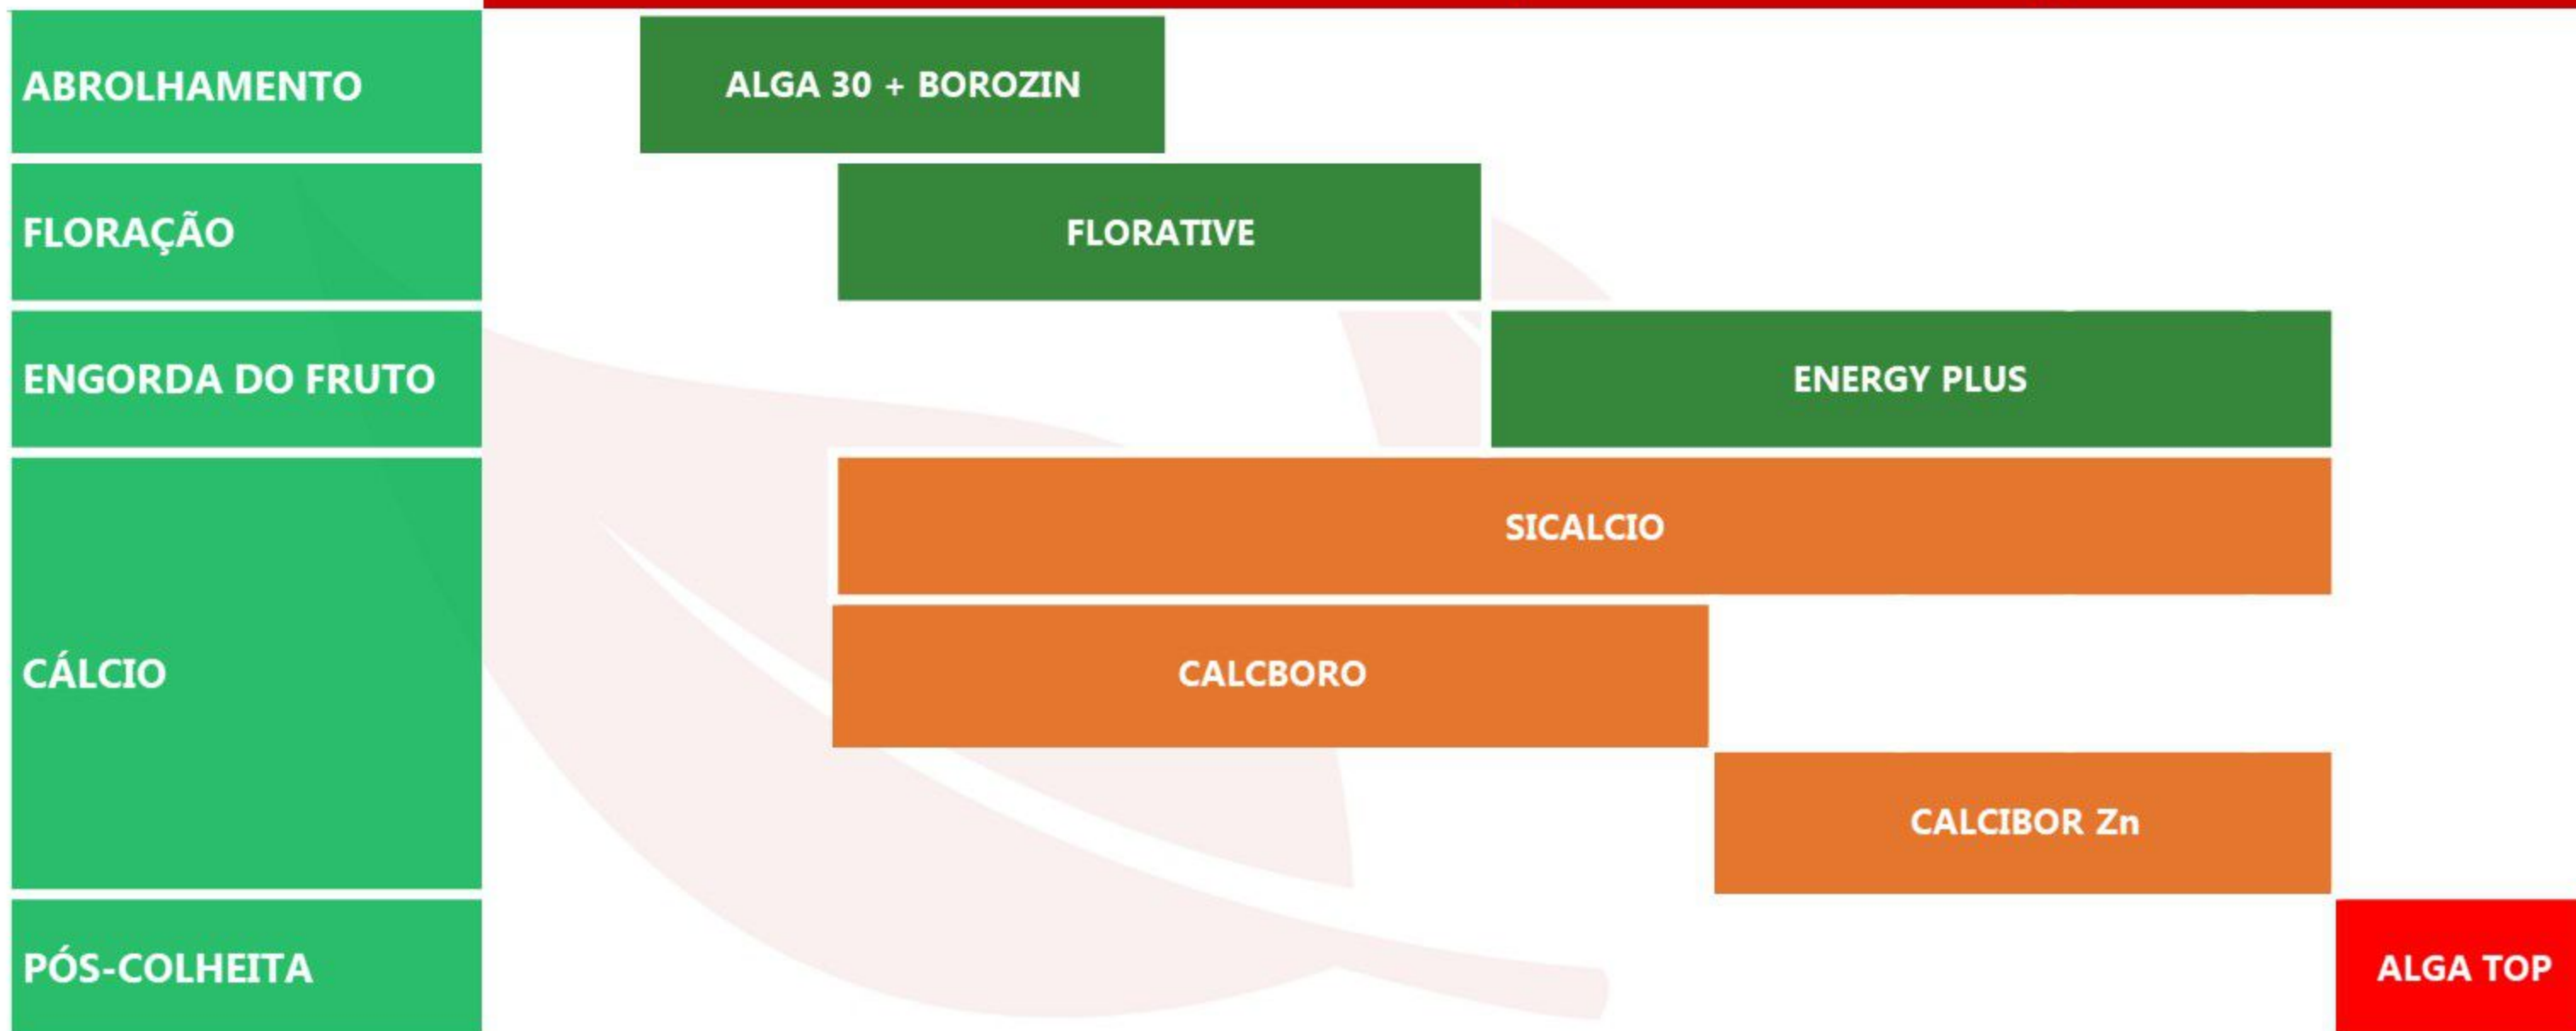 ABROLHAMENTO
ALGA 30 + BOROZIN
FLORAÇÃO
FLORATIVE
ENGORDA DO FRUTO
ENERGY PLUS
CÁLCIO
SICALCIO
CALCBORO
CALCIBOR Zn
PÓS-COLHEITA
ALGA TOP